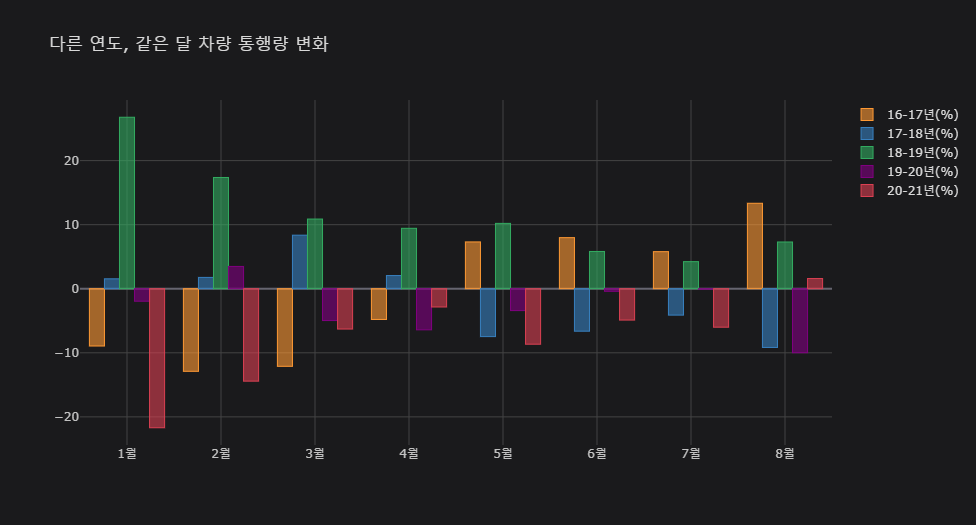 다른 연도, 같은 달 차량 통행량 변화
16-17년(%)
17-18년(%)
18-19년(%)
19-20년(%)
20-21년(%)
20
10
0
−10
−20
1월 2월 3월 4월 5월 6월 7월 8월